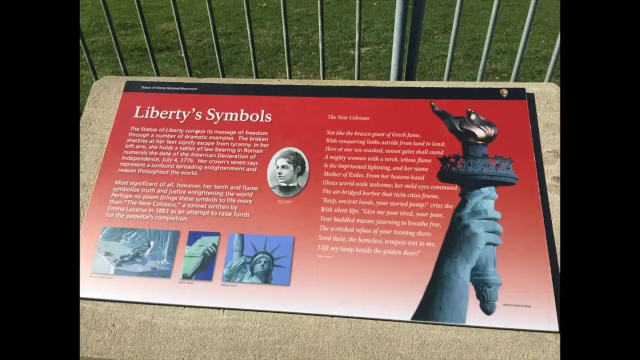 Statue of Liberty National Monument
Liberty's Symbols
The Statue of Liberty conveys its message of freedom
through a number of dramatic examples. The broken
shackles at her feet signify escape from tyranny. In her
left arm, she holds a tablet of law bearing in Roman
numerals the date of the American Declaration of
Independence, July 4, 1776. Her crown's seven rays
represent a sunburst spreading enlightenment and
reason throughout the world.
Most significant of all, however, her torch and flame
symbolize truth and justice enlightening the world.
Perhaps no poem brings these symbols to life more
than "The New Colossus," a sonnet written by
Emma Lazarus in 1883 as an attempt to raise funds
for the pedestal's completion.
The New Colossus
Not like the brazen giant of Greek fame,
With conquering limbs astride from land to land;
Here at our sea-washed, sunset gates shall stand
A mighty woman with a torch, whose flame
Is the imprisoned lightning, and her name
Mother of Exiles. From her beacon-hand
Glows world-wide welcome; her mild eyes command
The air-bridged harbor that twin cities frame.
"Keep, ancient lands, your storied pomp!" cries she
With silent lips. "Give me your tired, your poor,
Your huddled masses yearning to breathe free,
The wretched refuse of your teeming shore.
Send these, the homeless, tempest-tost to me,
I lift my lamp beside the golden door!"